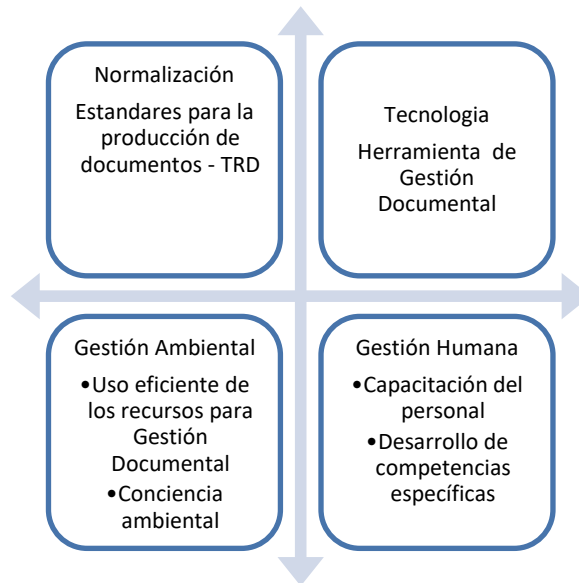 Normalización
Estandares para la
producción de
documentos - TRD
Tecnologia
Herramienta de
Gestión
Documental
Gestión Ambiental
•Uso eficiente de
los recursos para
Gestión
Documental
•Conciencia
ambiental
Gestión Humana
•Capacitación del
personal
•Desarrollo de
competencias
específicas